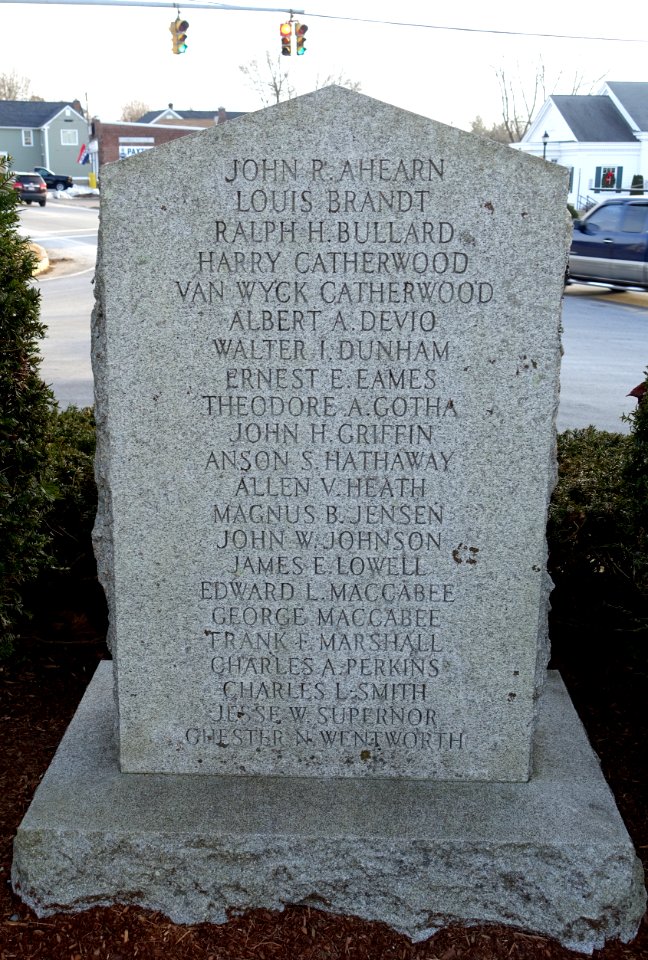 JOHN R. AHEARN
LOUIS BRANDT
RALPH H. BULLARD
HARRY CATHERWOOD
VAN WYCK CATHERWOOD
ALBERT A. DEVIO
WALTER I. DUNHAM
ERNEST E. EAMES
THEODORE A. GOTHA
JOHN H. GRIFFIN
ANSON S. HATHAWAY
ALLEN V. HEATH
MAGNUS B. JENSEN
JOHN W. JOHNSON
JAMES E. LOWELL
EDWARD L. MACCABEE
GEORGE MACCABEE
FRANK F. MARSHALL
CHARLES A. PERKINS
CHARLES L. SMITH
JESSE W. SUPERNOR
CHESTER N. WENTWORTH